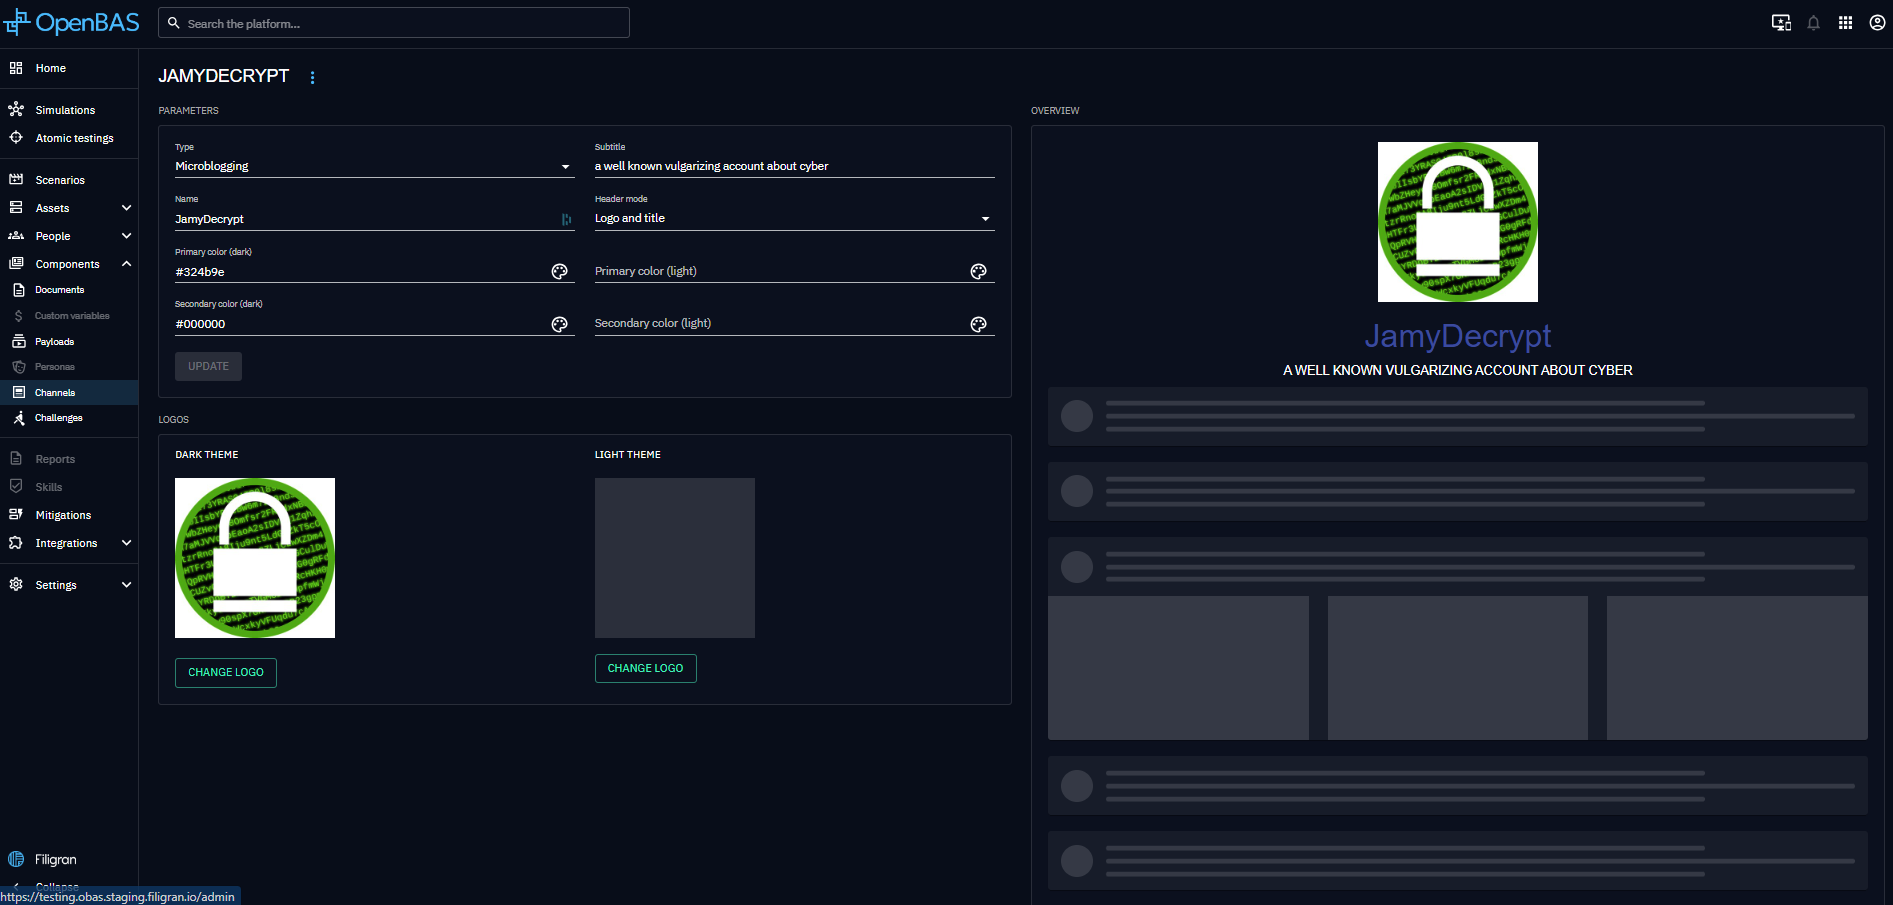 OpenBAS
Search the platform...
Home
Simulations
Atomic testings
Scenarios
Assets
People
Components
Documents
Custom variables
Payloads
Personas
Channels
Challenges
Reports
Skills
Mitigations
Integrations
Settings
Filigran
Collapse
https://testing.obas.staging.filigran.io/admin
JAMYDECRYPT
PARAMETERS
Type
Microblogging
Subtitle
a well known vulgarizing account about cyber
Name
JamyDecrypt
Header mode
Logo and title
Primary color (dark)
#324b9e
Primary color (light)
Secondary color (dark)
#000000
Secondary color (light)
UPDATE
LOGOS
DARK THEME
LIGHT THEME
CHANGE LOGO
CHANGE LOGO
OVERVIEW
JamyDecrypt
A WELL KNOWN VULGARIZING ACCOUNT ABOUT CYBER